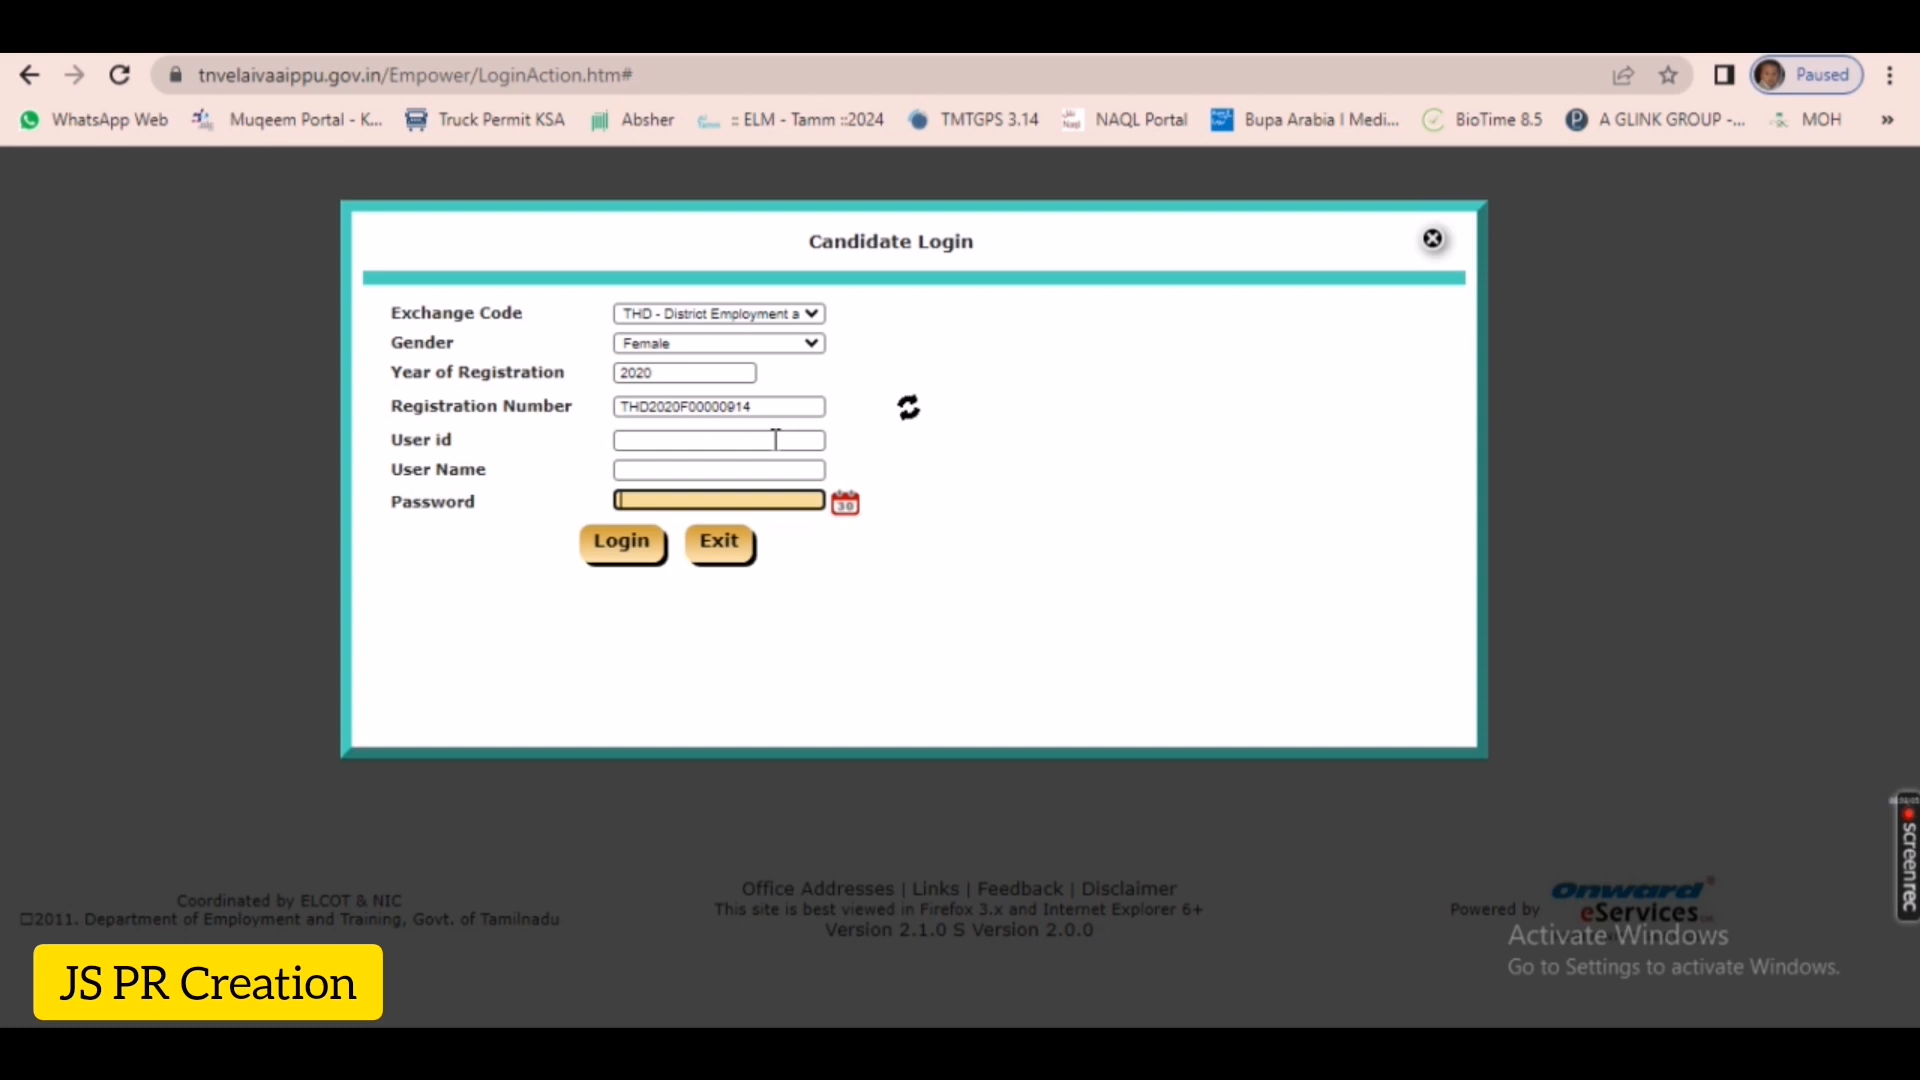 tnvelaivaaippu.gov.in/Empower/LoginAction.htm#
Paused
WhatsApp Web
Muqeem Portal - K...
Truck Permit KSA
Absher
:: ELM - Tamm ::2024
TMTGPS 3.14
NAQL Portal
Bupa Arabia I Medi...
BioTime 8.5
A GLINK GROUP -...
MOH
»
Candidate Login
Exchange Code
THD - District Employment a
Gender
Female
Year of Registration
2020
Registration Number
THD2020F00000914
User id
User Name
Password
30
Login
Exit
screenrec
Coordinated by ELCOT & NIC
2011. Department of Employment and Training, Govt. of Tamilnadu
Office Addresses | Links | Feedback | Disclaimer
This site is best viewed in Firefox 3.x and Internet Explorer 6+
Version 2.1.0 S Version 2.0.0
Powered by
Onward
eServices
Activate Windows
Go to Settings to activate Windows.
JS PR Creation